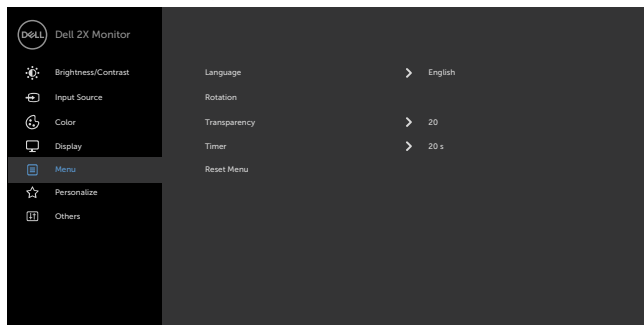 DELL Dell 2X Monitor
Brightness/Contrast Language English
Input Source Rotation
Color Transparency 20
Display Timer 20 s
Menu Reset Menu
Personalize
Others